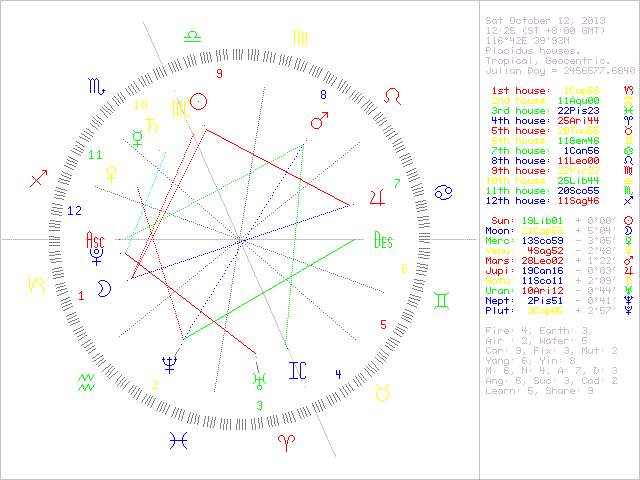 Sat October 12, 2013
12:25 (ST +8:00 GMT)
116°42E 39°93N
Placidus houses.
Tropical, Geocentric.
Julian Day = 2456577.6840
1st house: 1Cap58
2nd house: 11Aqu00
3rd house: 22Pis23
4th house: 25Ari44
5th house: 20Tau55
6th house: 11Gem46
7th house: 1Can56
8th house: 11Leo00
9th house: 22Vir23
10th house: 25Lib44
11th house: 20Sco55
12th house: 11Sag46
Sun: 19Lib01 + 0°00'
Moon: 21Cap53 + 5°04'
Merc: 13Sco59 - 3°05'
Venu: 4Sag52 - 2°48'
Mars: 28Leo02 + 1°22'
Jupi: 19Can16 - 0°03'
Satu: 11Sco11 + 2°09'
Uran: 10Ari12 - 0°44'
Nept: 2Pis51 - 0°41'
Plut: 9Cap05 + 2°57'
Fire: 4, Earth: 3,
Air : 2, Water: 5
Car: 9, Fix: 3, Mut: 2
Yang: 6, Yin: 8
M: 6, N: 4, A: 7, D: 3
Ang: 5, Suc: 3, Cad: 2
Learn: 5, Share: 9
9
10
MC
8
11
7
12
Asc
Des
6
1
5
2
IC
4
3